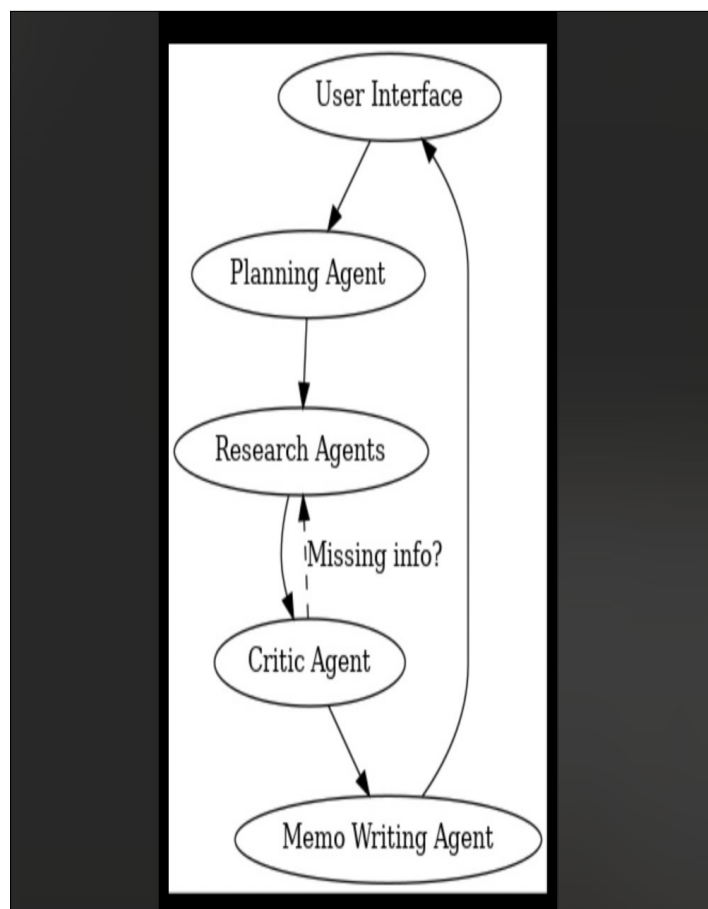 User Interface
Planning Agent
Research Agents
Missing info?
Critic Agent
Memo Writing Agent